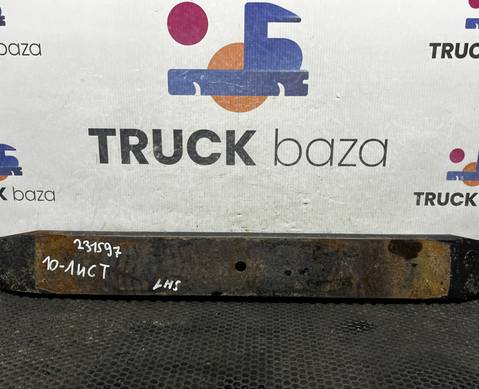 baza
TRUCK
TRUCK baza
baza
TRUCK
231597
10-ЛИСТ
LHS